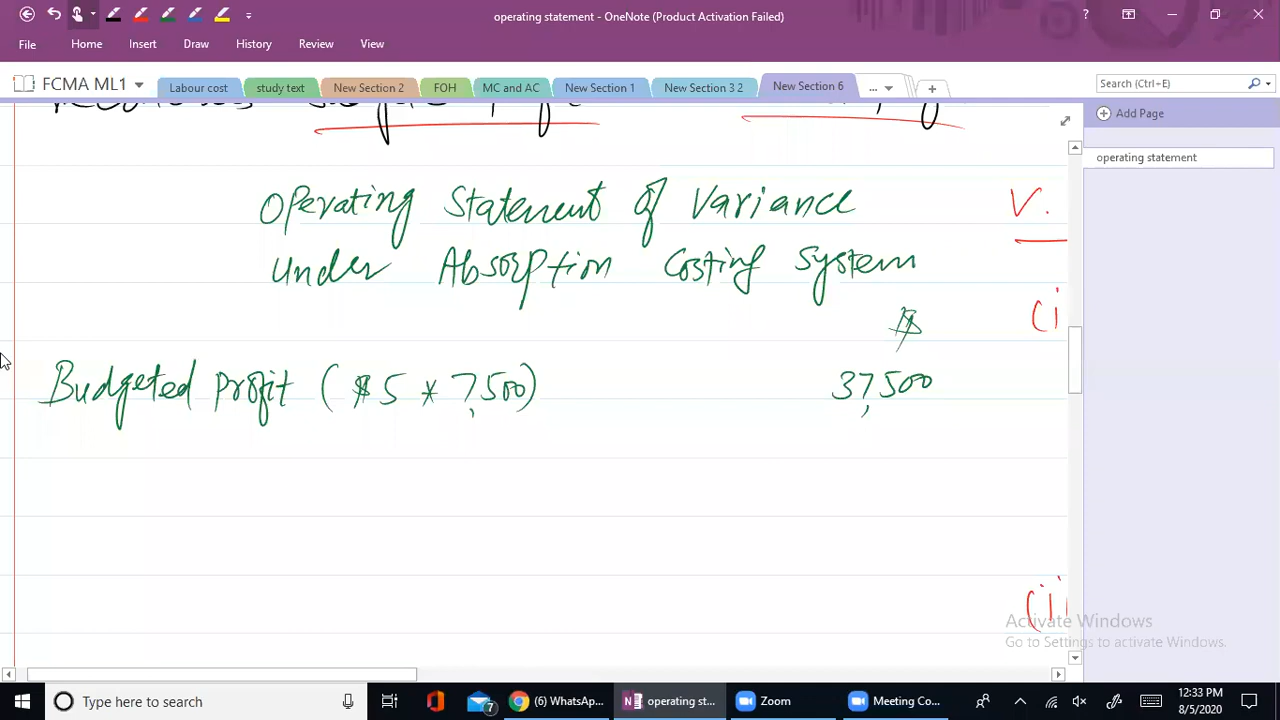 operating statement - OneNote (Product Activation Failed)
File Home Insert Draw History Review View
FCMA ML1 Labour cost study text New Section 2 FOH MC and AC New Section 1 New Section 3 2 New Section 6 ...
Search (Ctrl+E)
Add Page
operating statement
Operating Statement of Variance
V.
Under Absorption Costing System
$
(i
Budgeted Profit ($5 * 7,500) 37,500
(ii
Activate Windows
Go to Settings to activate Windows.
Type here to search
7
(6) WhatsApp...
operating sta...
Zoom
Meeting Co...
12:33 PM
8/5/2020